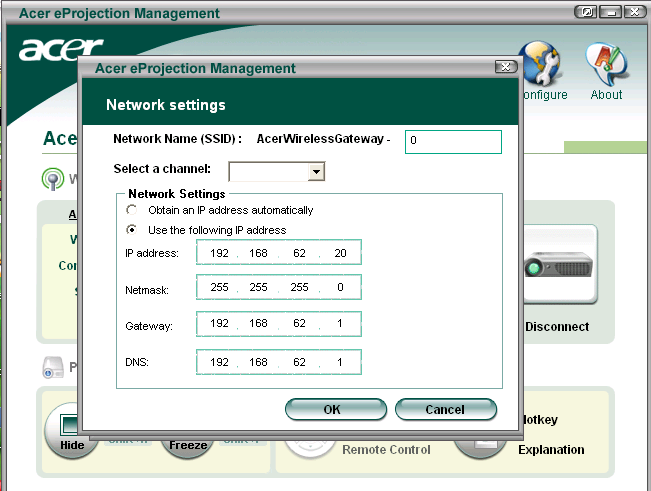 Acer eProjection Management
acer
Acer eProjection Management
onfigure
About
Network settings
Acer
Network Name (SSID) : AcerWirelessGateway - 0
Select a channel:
Network Settings
Obtain an IP address automatically
Use the following IP address
IP address: 192 . 168 . 62 . 20
Netmask: 255 . 255 . 255 . 0
Gateway: 192 . 168 . 62 . 1
DNS: 192 . 168 . 62 . 1
Disconnect
OK
Cancel
Hide
Freeze
Remote Control
Hotkey
Explanation